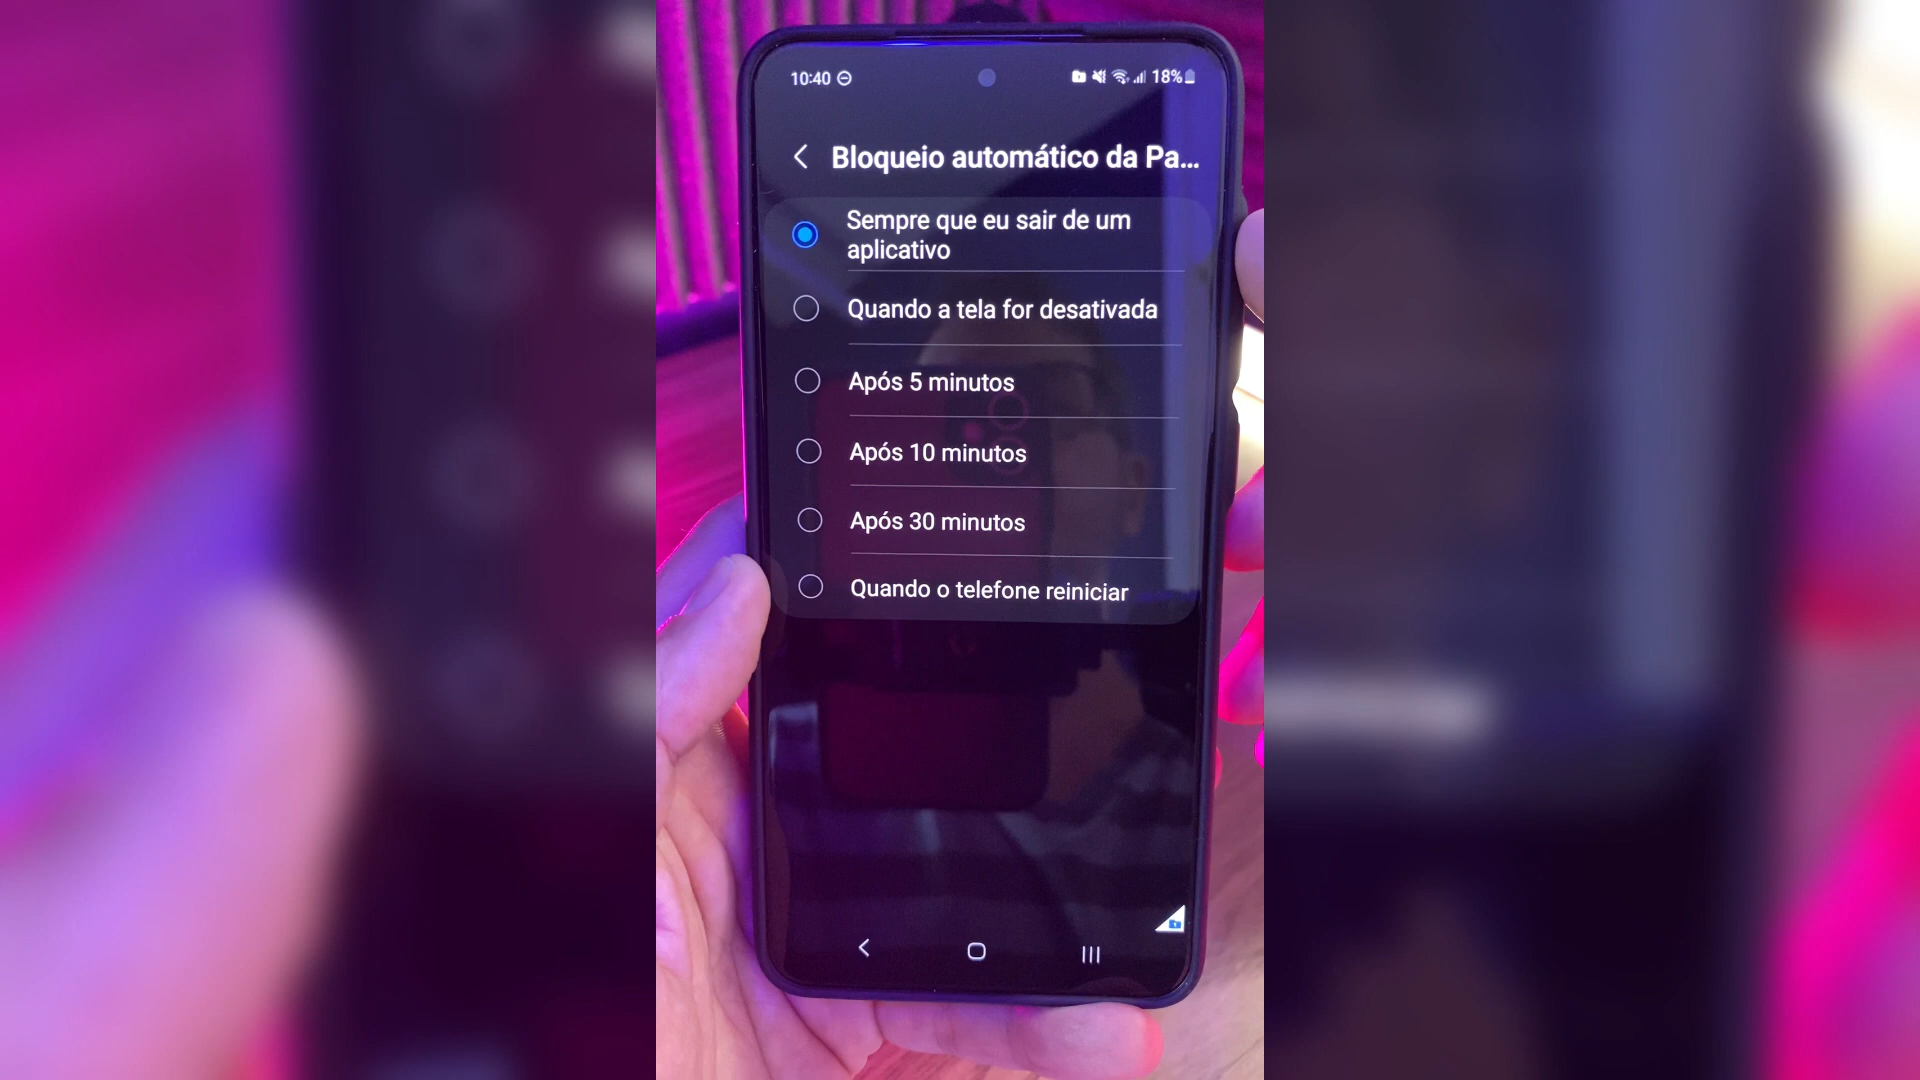 10:40
18%
Bloqueio automático da Pa...
Sempre que eu sair de um
aplicativo
Quando a tela for desativada
Após 5 minutos
Após 10 minutos
Após 30 minutos
Quando o telefone reiniciar